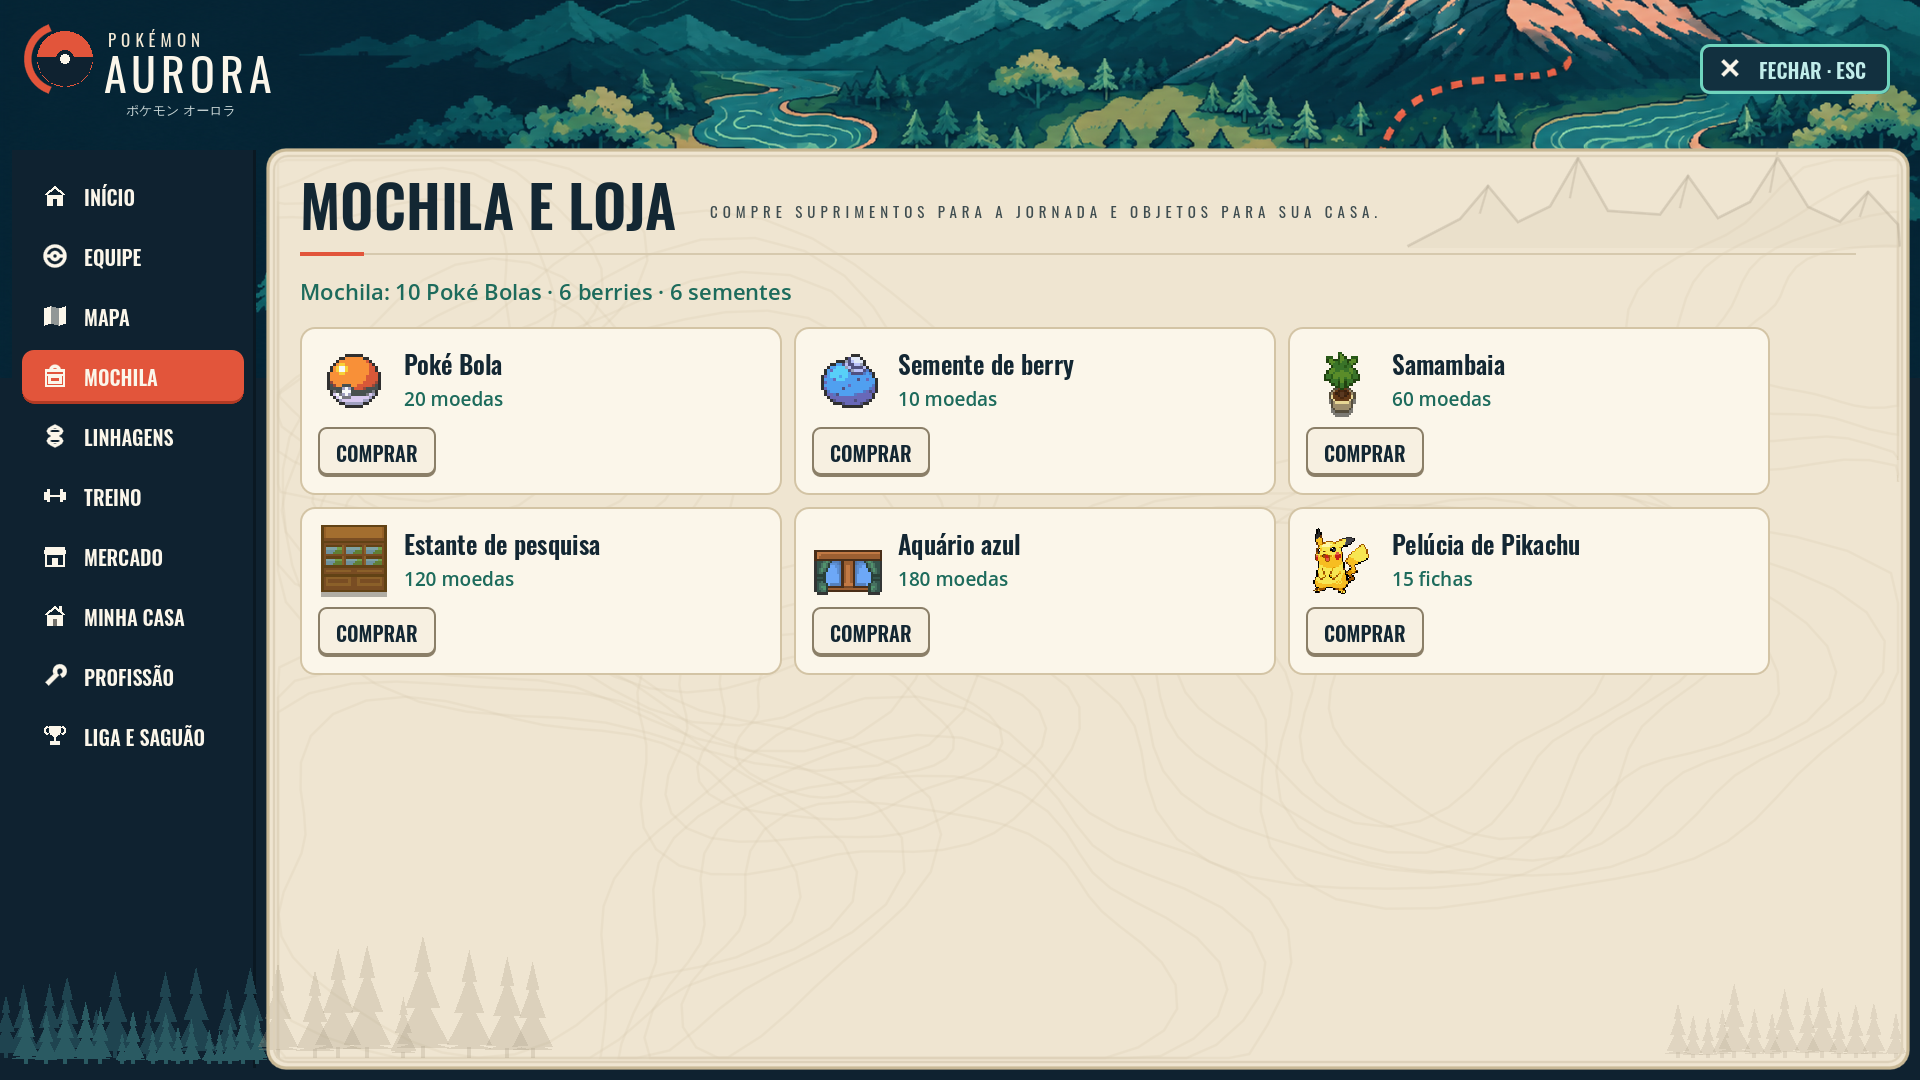 POKÉMON
AURORA
ポケモン オーロラ
FECHAR · ESC
INÍCIO
EQUIPE
MAPA
MOCHILA
LINHAGENS
TREINO
MERCADO
MINHA CASA
PROFISSÃO
LIGA E SAGUÃO
MOCHILA E LOJA
COMPRE SUPRIMENTOS PARA A JORNADA E OBJETOS PARA SUA CASA.
Mochila: 10 Poké Bolas · 6 berries · 6 sementes
Poké Bola
20 moedas
COMPRAR
Semente de berry
10 moedas
COMPRAR
Samambaia
60 moedas
COMPRAR
Estante de pesquisa
120 moedas
COMPRAR
Aquário azul
180 moedas
COMPRAR
Pelúcia de Pikachu
15 fichas
COMPRAR